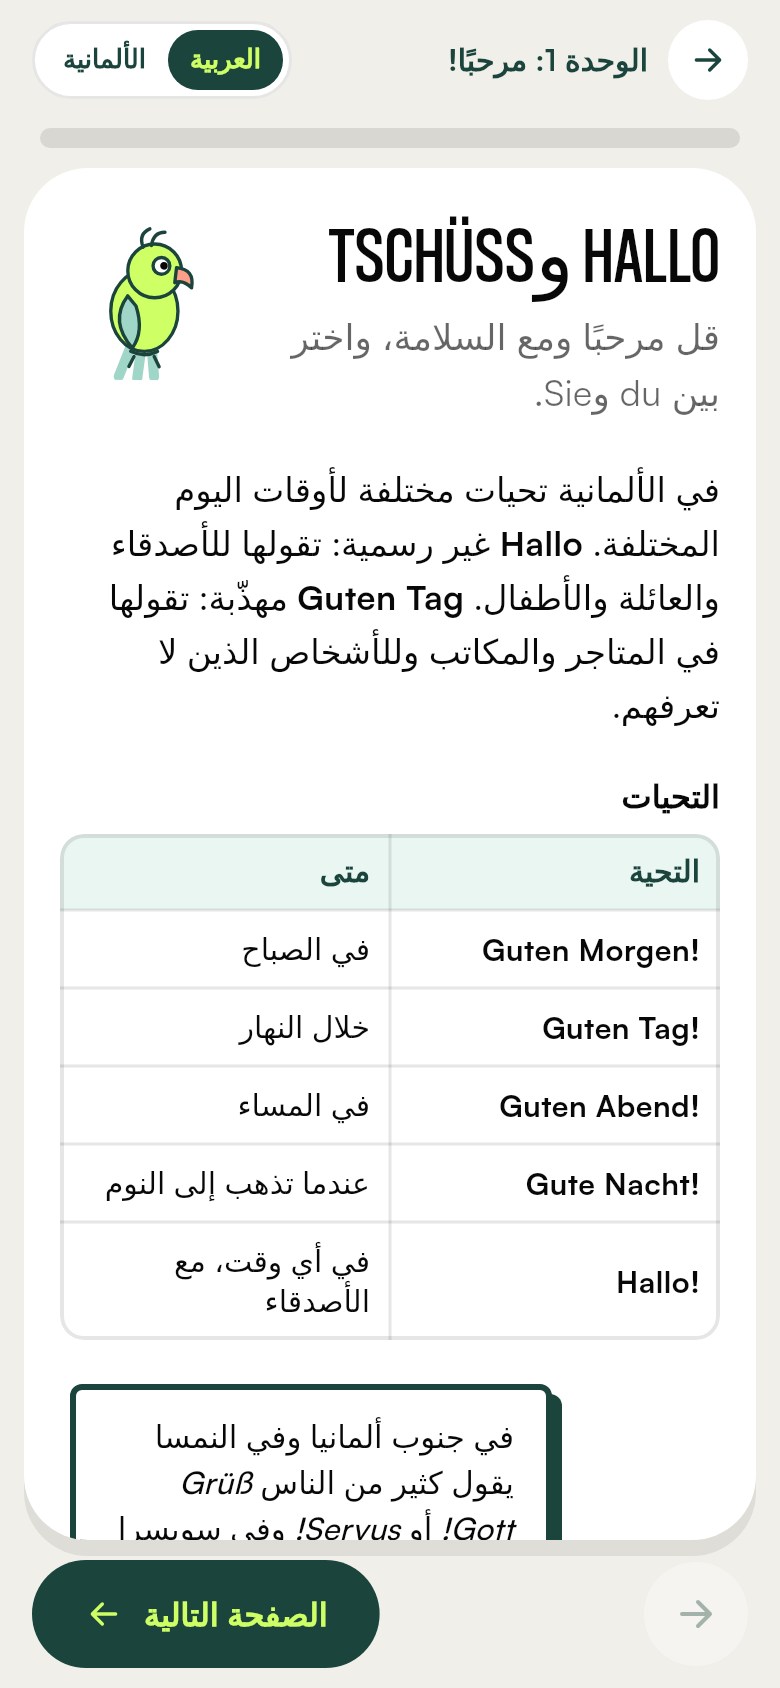 الوحدة 1: مرحبًا!
العربية
الألمانية
HALLO وTSCHÜSS
قل مرحبًا ومع السلامة، واختر
بين du وSie.
في الألمانية تحيات مختلفة لأوقات اليوم
المختلفة. Hallo غير رسمية: تقولها للأصدقاء
والعائلة والأطفال. Guten Tag مهذّبة: تقولها
في المتاجر والمكاتب وللأشخاص الذين لا
تعرفهم.
التحيات
التحية متى
Guten Morgen! في الصباح
Guten Tag! خلال النهار
Guten Abend! في المساء
Gute Nacht! عندما تذهب إلى النوم
Hallo! في أي وقت، مع
الأصدقاء
في جنوب ألمانيا وفي النمسا
يقول كثير من الناس Grüß
Gott! أو Servus! وفي سويسرا
الصفحة التالية